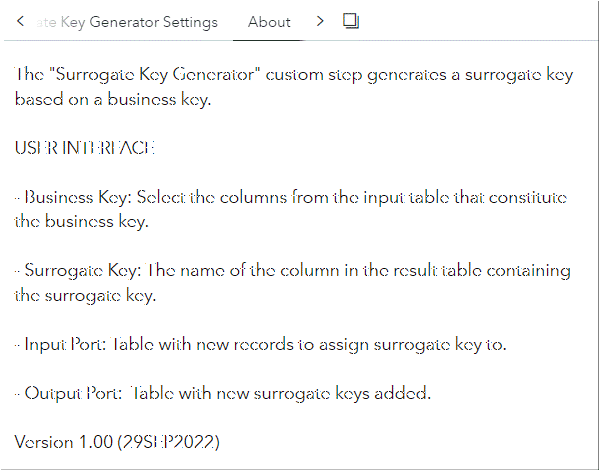 ate Key Generator Settings About
The "Surrogate Key Generator" custom step generates a surrogate key
based on a business key.
USER INTERFACE
- Business Key: Select the columns from the input table that constitute
the business key.
- Surrogate Key: The name of the column in the result table containing
the surrogate key.
- Input Port: Table with new records to assign surrogate key to.
- Output Port: Table with new surrogate keys added.
Version 1.00 (29SEP2022)